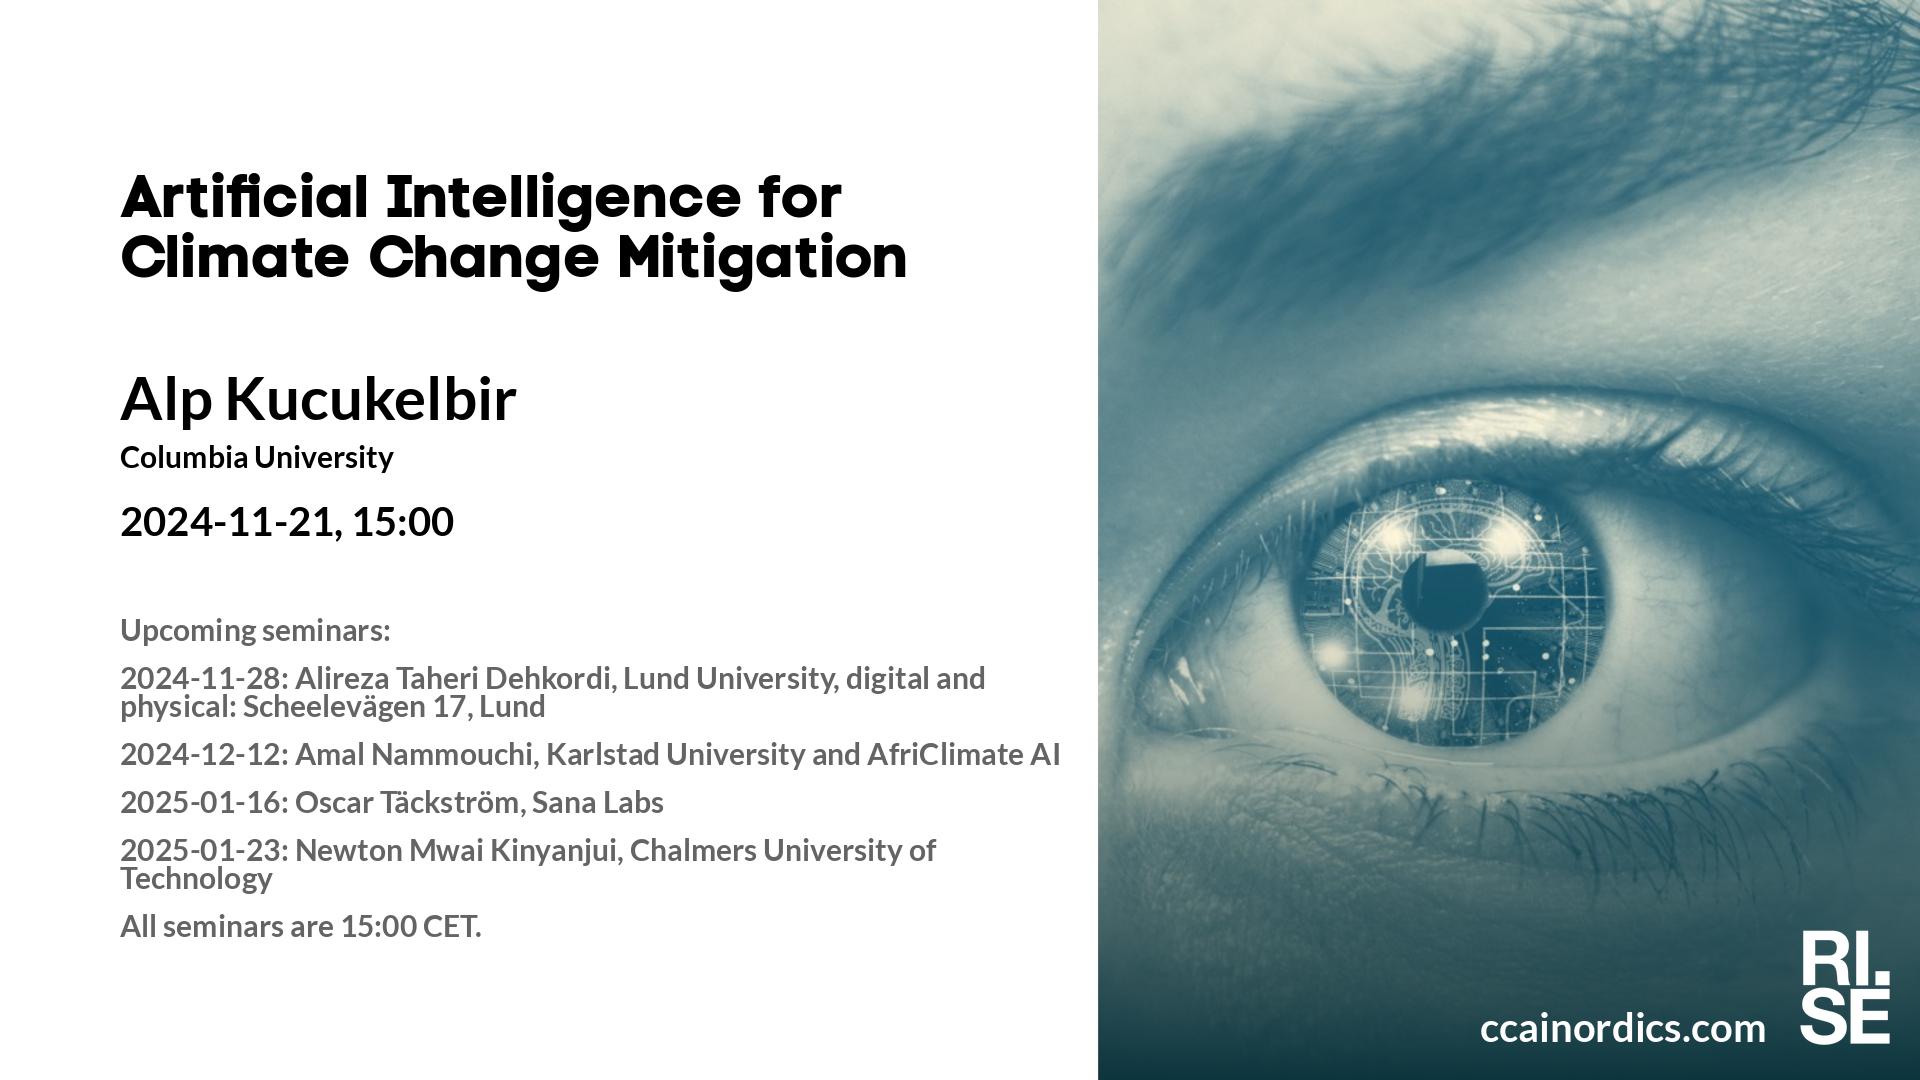 Artificial Intelligence for
Climate Change Mitigation
Alp Kucukelbir
Columbia University
2024-11-21, 15:00
Upcoming seminars:
2024-11-28: Alireza Taheri Dehkordi, Lund University, digital and
physical: Scheelevägen 17, Lund
2024-12-12: Amal Nammouchi, Karlstad University and AfriClimate AI
2025-01-16: Oscar Täckström, Sana Labs
2025-01-23: Newton Mwai Kinyanjui, Chalmers University of
Technology
All seminars are 15:00 CET.
ccainordics.com
RI.
SE